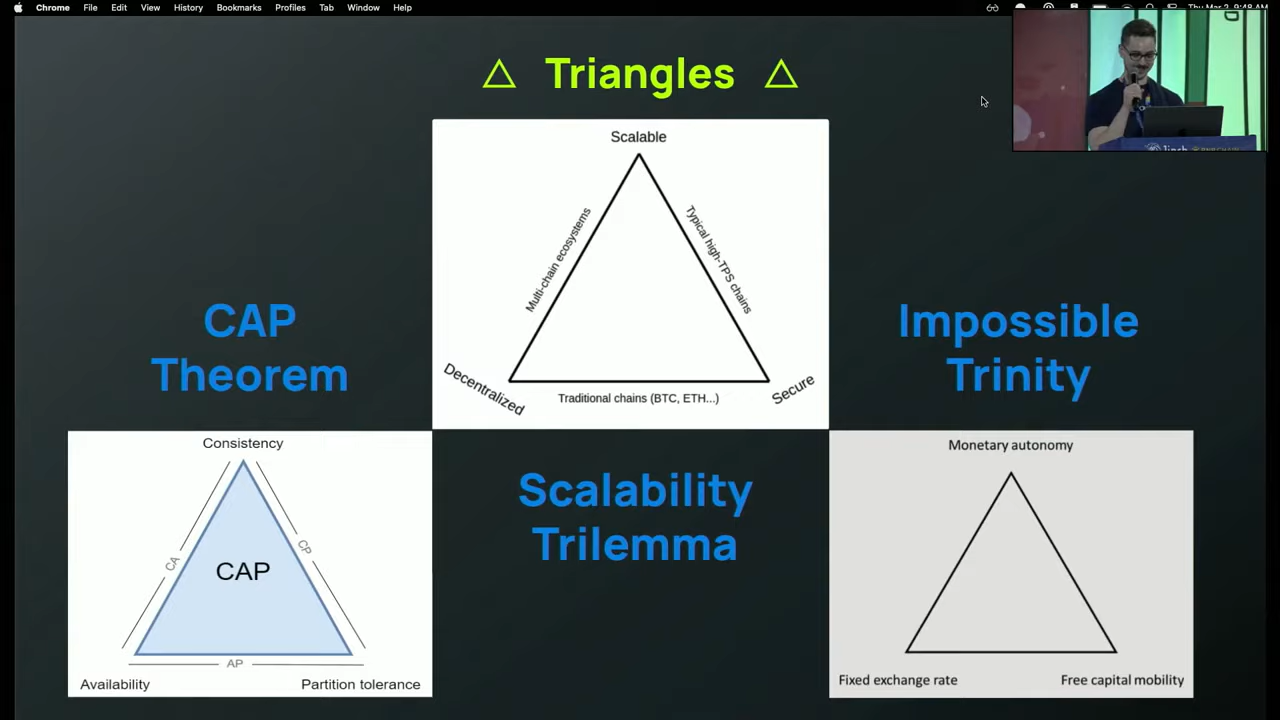 Chrome File Edit View History Bookmarks Profiles Tab Window Help
△ Triangles △
Scalable
Multi-chain ecosystems
Typical high-TPS chains
Decentralized
Secure
Traditional chains (BTC, ETH...)
CAP
Theorem
Impossible
Trinity
Scalability
Trilemma
Consistency
CA
CP
CAP
AP
Availability
Partition tolerance
Monetary autonomy
Fixed exchange rate
Free capital mobility
1inch